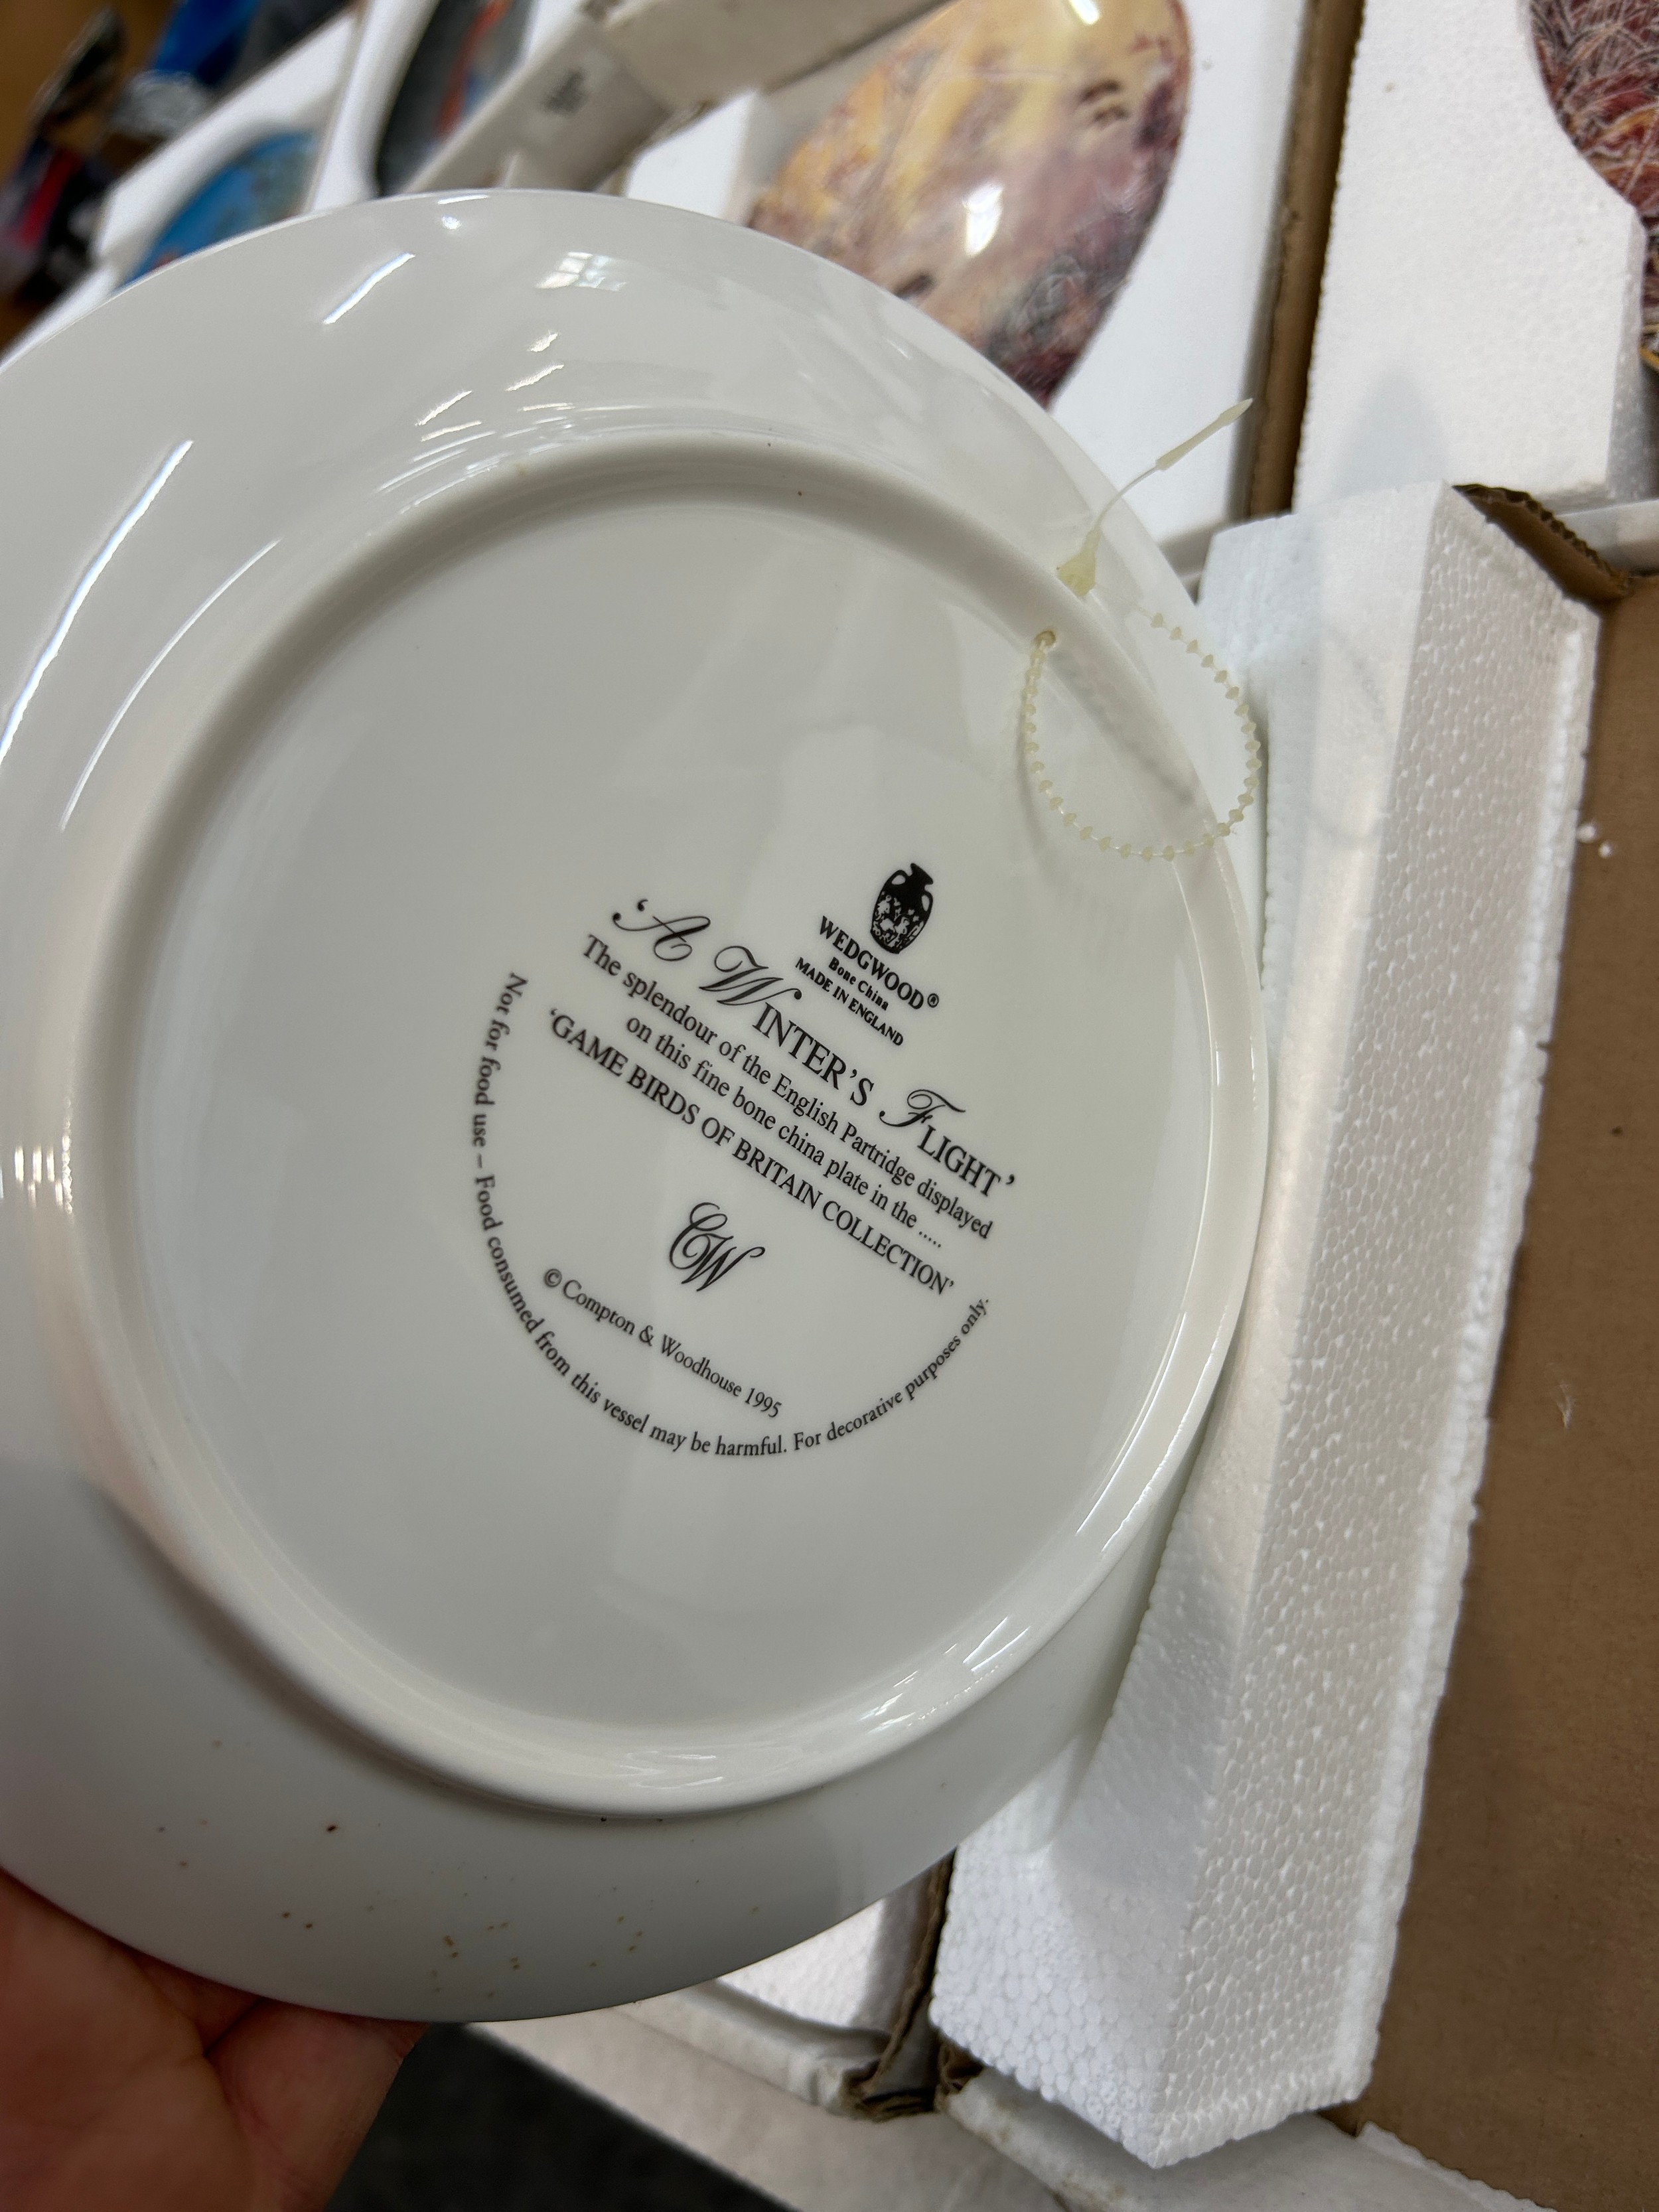 WEDGWOOD®
Bone China
MADE IN ENGLAND
‘A WINTER’S FLIGHT’
The splendour of the English Partridge displayed
on this fine bone china plate in the .....
‘GAME BIRDS OF BRITAIN COLLECTION’
CW
© Compton & Woodhouse 1995
Not for food use – Food consumed from this vessel may be harmful. For decorative purposes only.